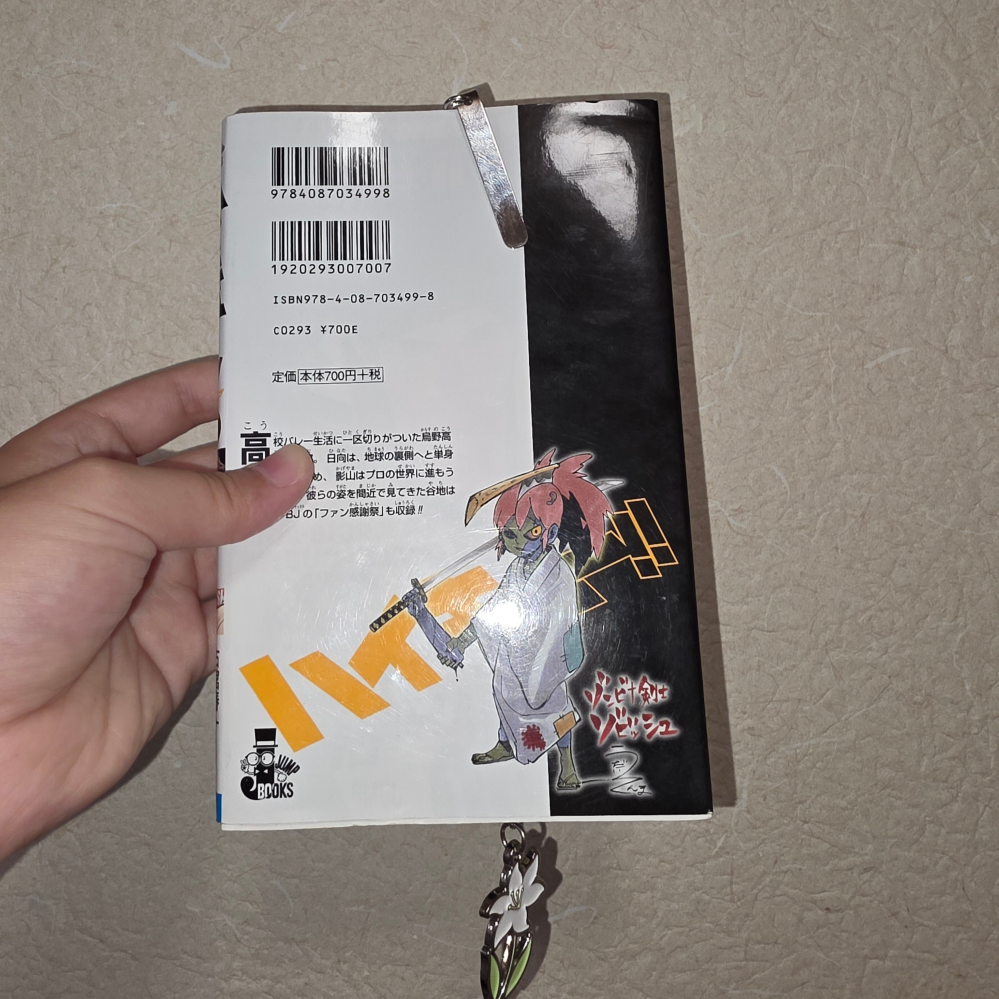 9784087034998
1920293007007
ISBN978-4-08-703499-8
C0293 ¥700E
定価 本体700円+税
高校バレー生活に一区切りがついた烏野高
。日向は、地球の裏側へと単身
め、影山はプロの世界に進もう
彼らの姿を間近で見てきた谷地は
BJの「ファン感謝祭」も収録!!
ハイ
ゾンビ十剣士
ゾビッシュ
JUMP
BOOKS